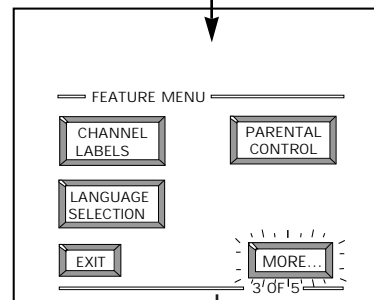 FEATURE MENU
CHANNEL
LABELS
PARENTAL
CONTROL
LANGUAGE
SELECTION
EXIT
MORE...
3 OF 5